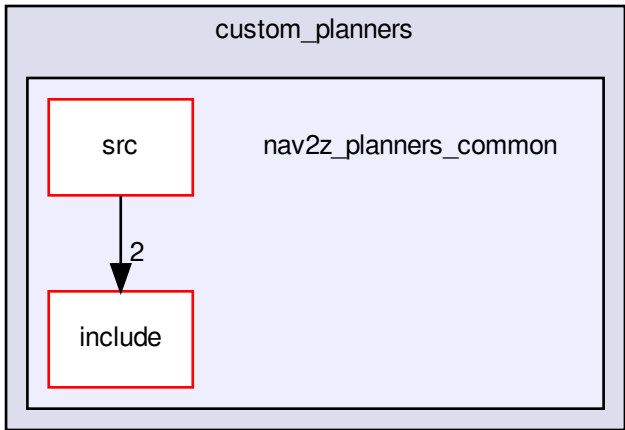 custom_planners
src
nav2z_planners_common
2
include